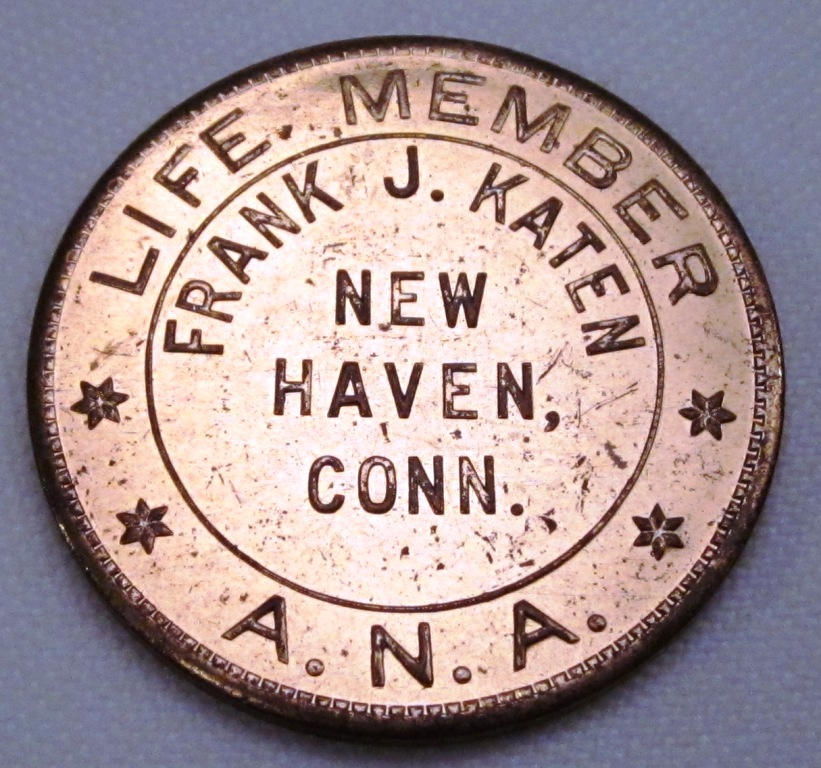 LIFE MEMBER
FRANK J. KATEN
NEW
HAVEN,
CONN.
A.N.A.